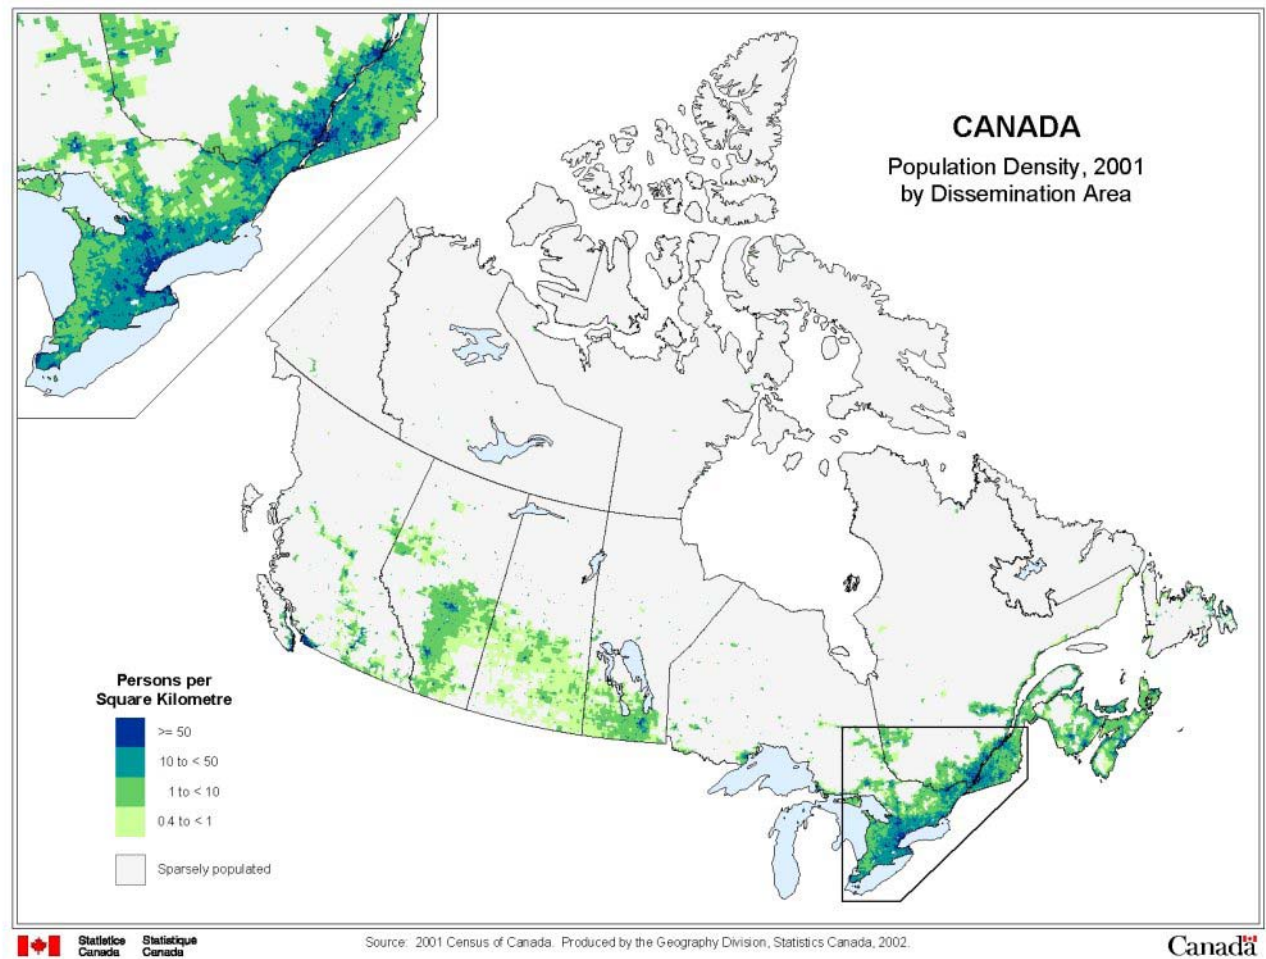 CANADA
Population Density, 2001
by Dissemination Area
Persons per
Square Kilometre
>= 50
10 to < 50
1 to < 10
0.4 to < 1
Sparsely populated
Statistics Statistique
Canada Canada
Source: 2001 Census of Canada. Produced by the Geography Division, Statistics Canada, 2002.
Canada